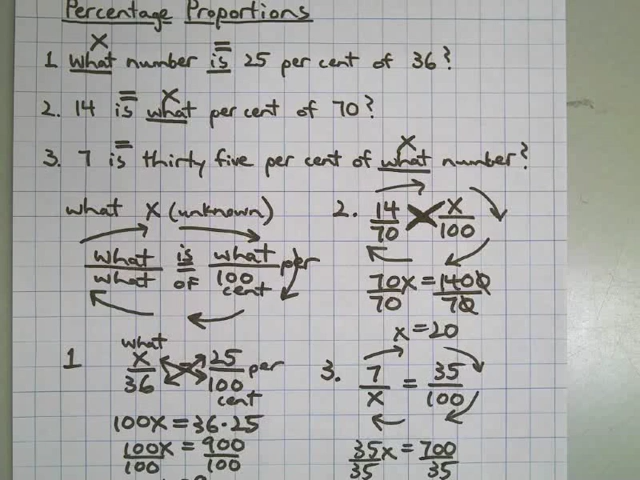 Percentage Proportions
x =
1 What number is 25 per cent of 36?
= x
2. 14 is what per cent of 70?
= x
3. 7 is thirty five per cent of what number?
what x (unknown)
what is what per
what of 100 cent
2. 14 x
70 100
70x = 1400
70 70
x = 20
1 what
x 25 per
36 100 cent
100x = 36·25
100x = 900
100 100
3. 7 = 35
x 100
35x = 700
35 35